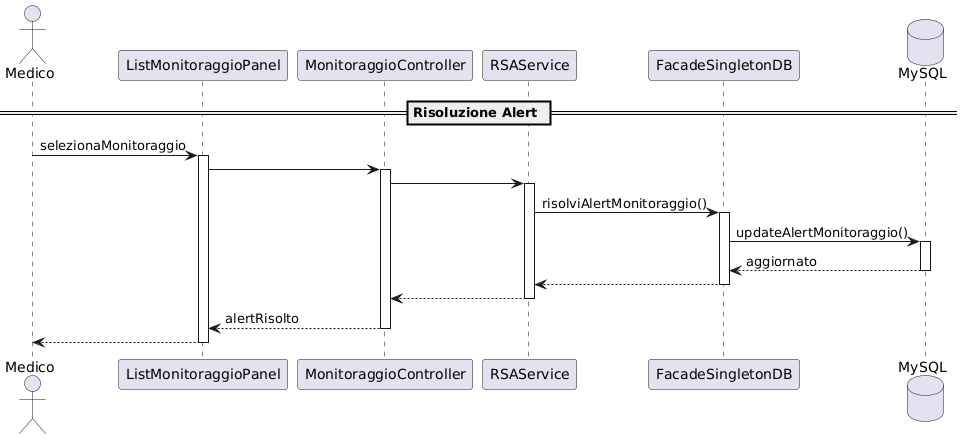 Medico
ListMonitoraggioPanel
MonitoraggioController
RSAService
FacadeSingletonDB
MySQL
Risoluzione Alert
selezionaMonitoraggio
risolviAlertMonitoraggio()
updateAlertMonitoraggio()
aggiornato
alertRisolto
Medico
ListMonitoraggioPanel
MonitoraggioController
RSAService
FacadeSingletonDB
MySQL